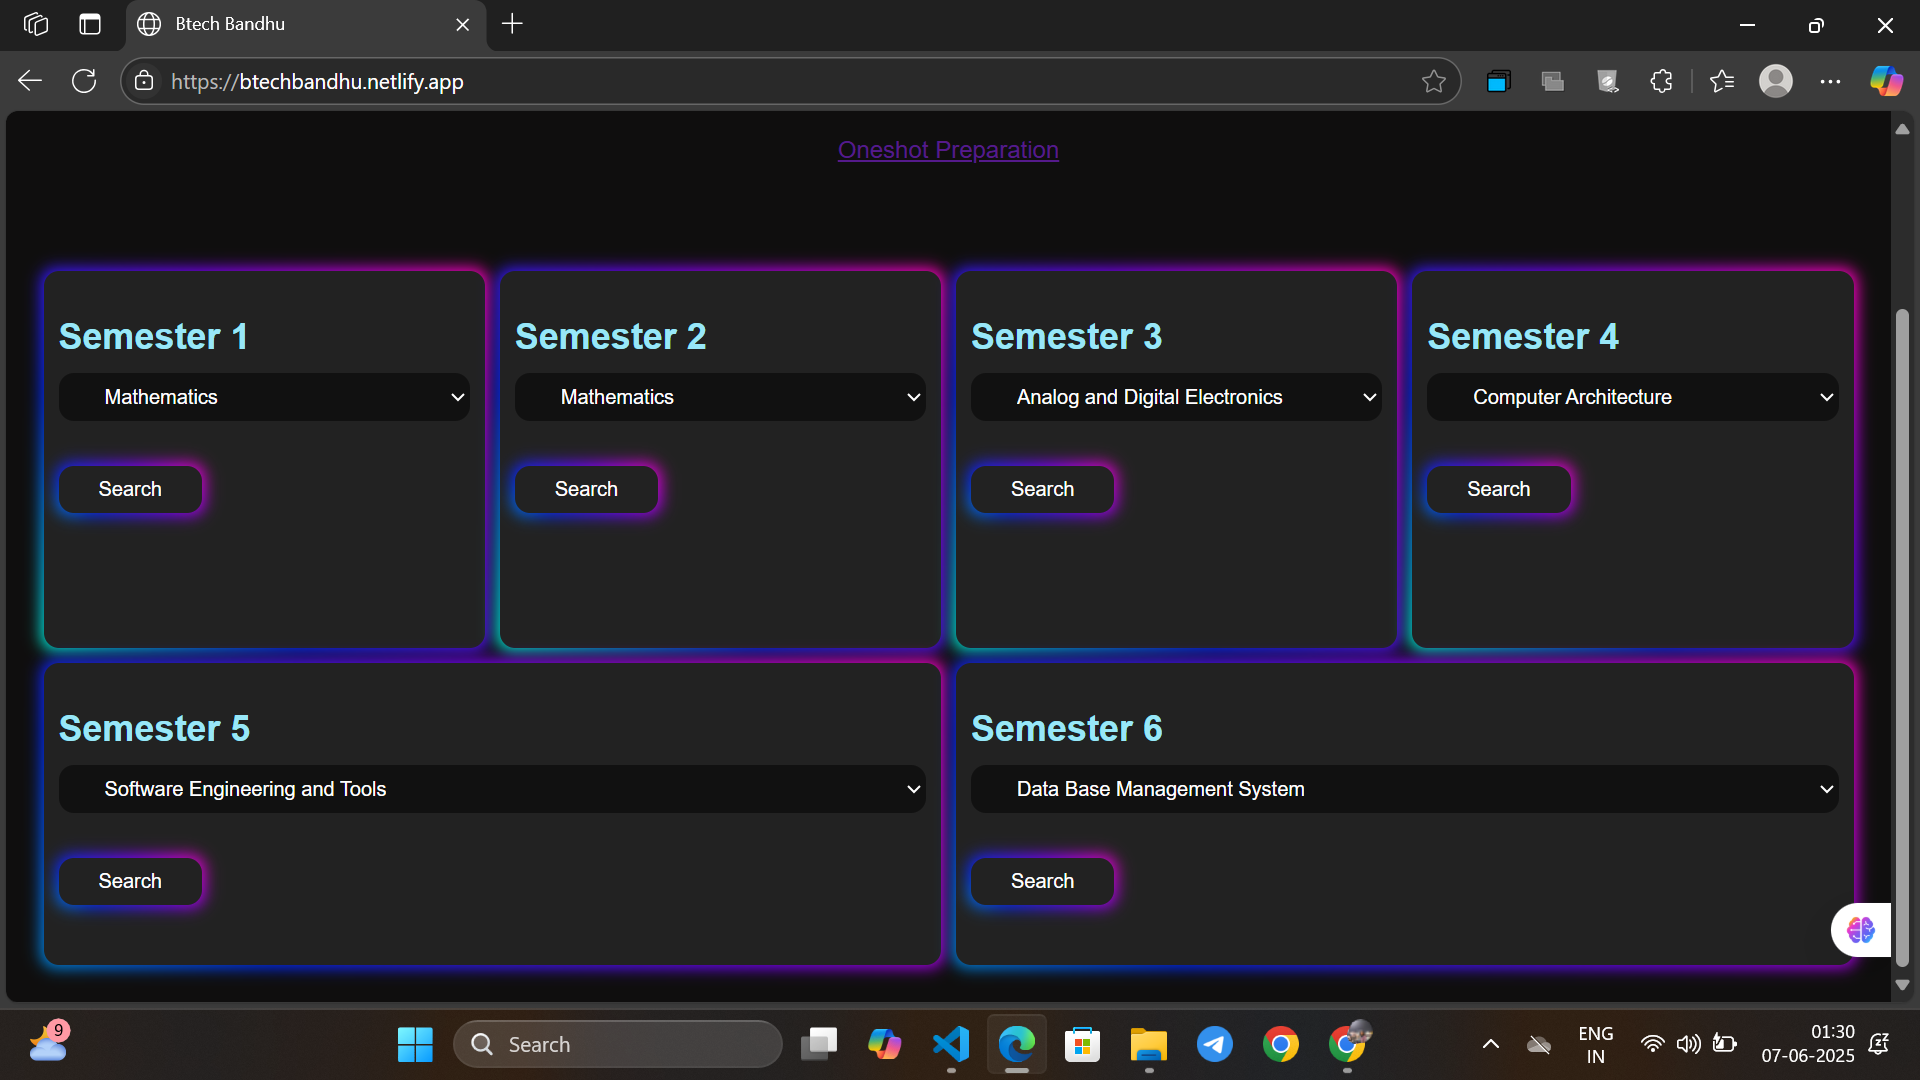 Btech Bandhu
https://btechbandhu.netlify.app
Oneshot Preparation
Semester 1
Mathematics
Search
Semester 2
Mathematics
Search
Semester 3
Analog and Digital Electronics
Search
Semester 4
Computer Architecture
Search
Semester 5
Software Engineering and Tools
Search
Semester 6
Data Base Management System
Search
9
Search
ENG
IN
01:30
07-06-2025